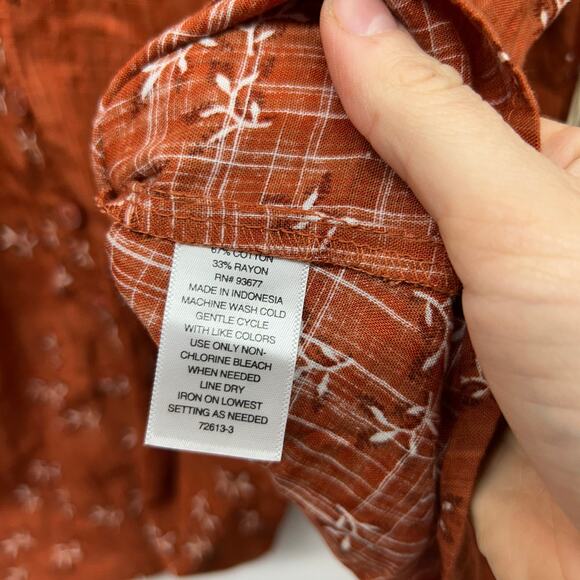 67% COTTON
33% RAYON
RN# 93677
MADE IN INDONESIA
MACHINE WASH COLD
GENTLE CYCLE
WITH LIKE COLORS
USE ONLY NON-
CHLORINE BLEACH
WHEN NEEDED
LINE DRY
IRON ON LOWEST
SETTING AS NEEDED
72613-3